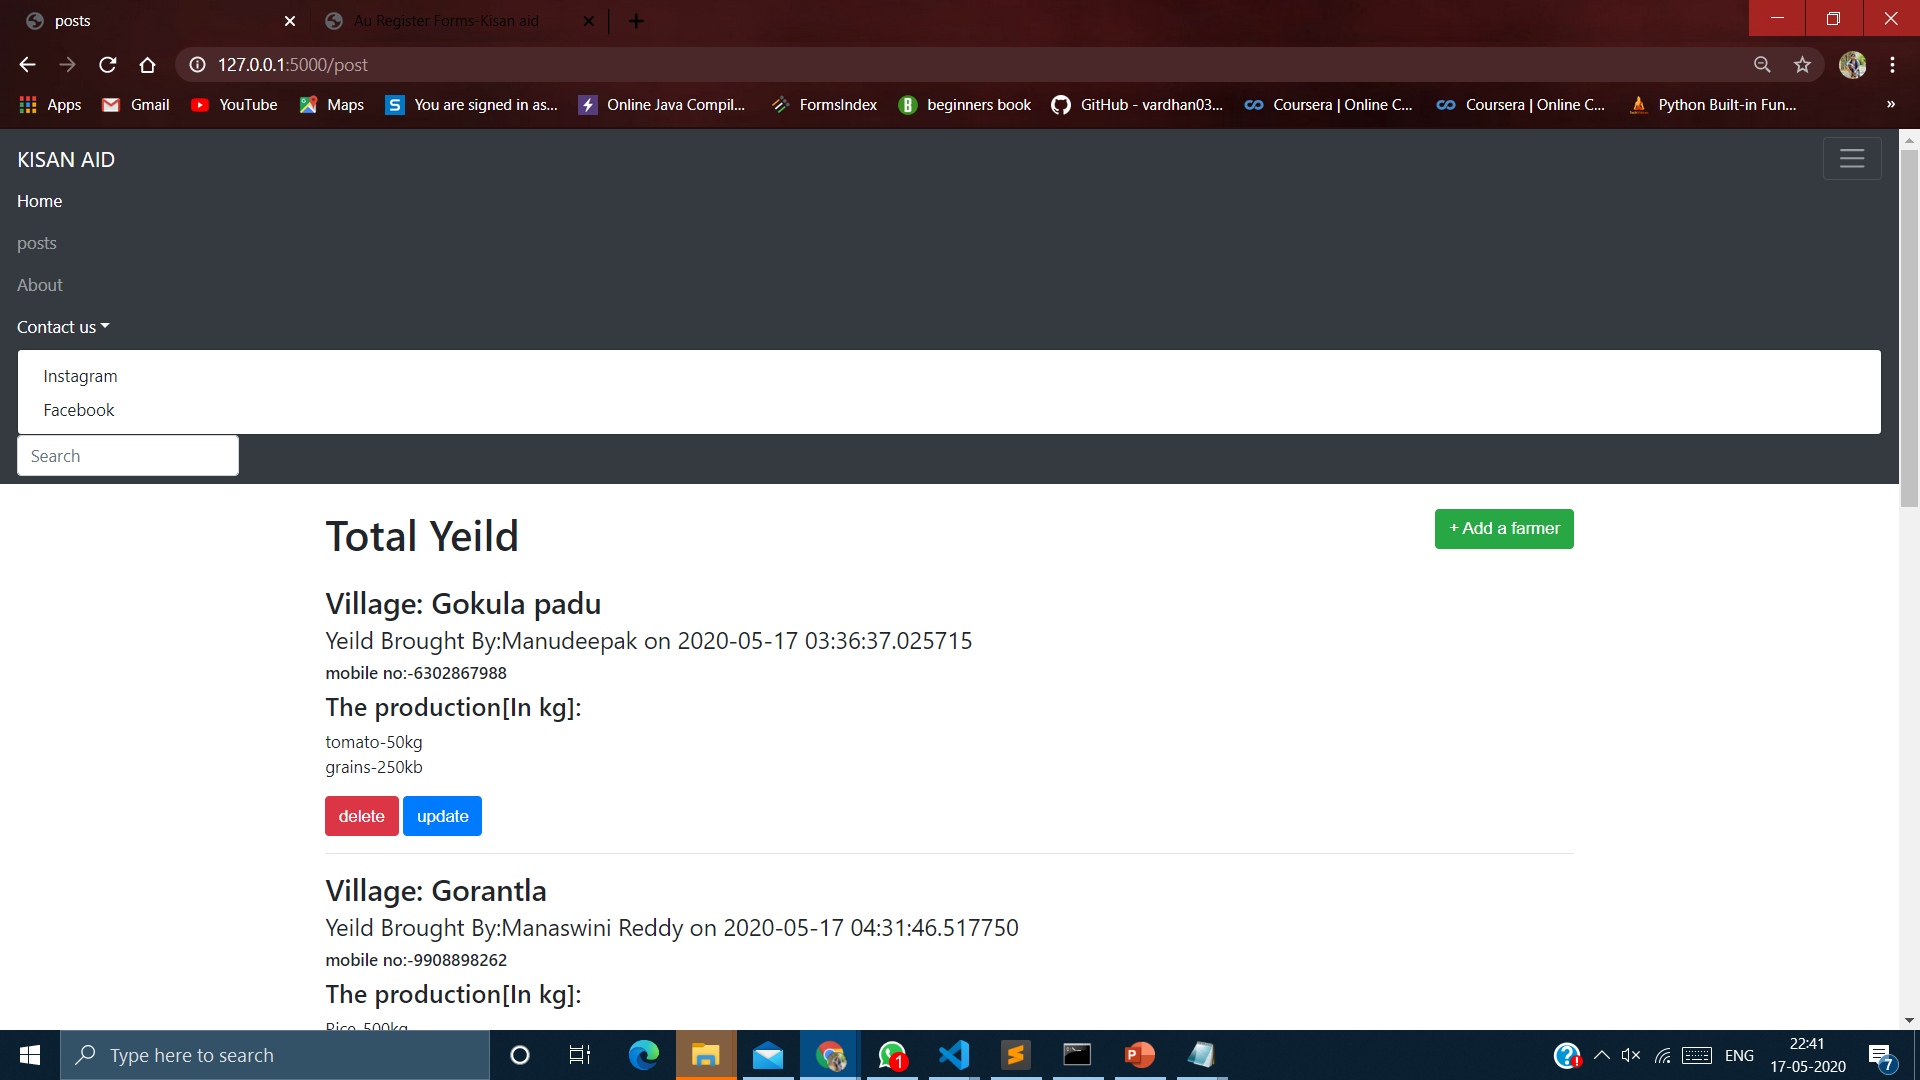 posts
Au Register Forms-Kisan aid
127.0.0.1:5000/post
Apps
Gmail
YouTube
Maps
You are signed in as...
Online Java Compil...
FormsIndex
beginners book
GitHub - vardhan03...
Coursera | Online C...
Coursera | Online C...
Python Built-in Fun...
»
KISAN AID
Home
posts
About
Contact us
Instagram
Facebook
Search
Total Yeild
+ Add a farmer
Village: Gokula padu
Yeild Brought By:Manudeepak on 2020-05-17 03:36:37.025715
mobile no:-6302867988
The production[In kg]:
tomato-50kg
grains-250kb
delete
update
Village: Gorantla
Yeild Brought By:Manaswini Reddy on 2020-05-17 04:31:46.517750
mobile no:-9908898262
The production[In kg]:
Rice-500kg
Type here to search
1
ENG
22:41
17-05-2020
7